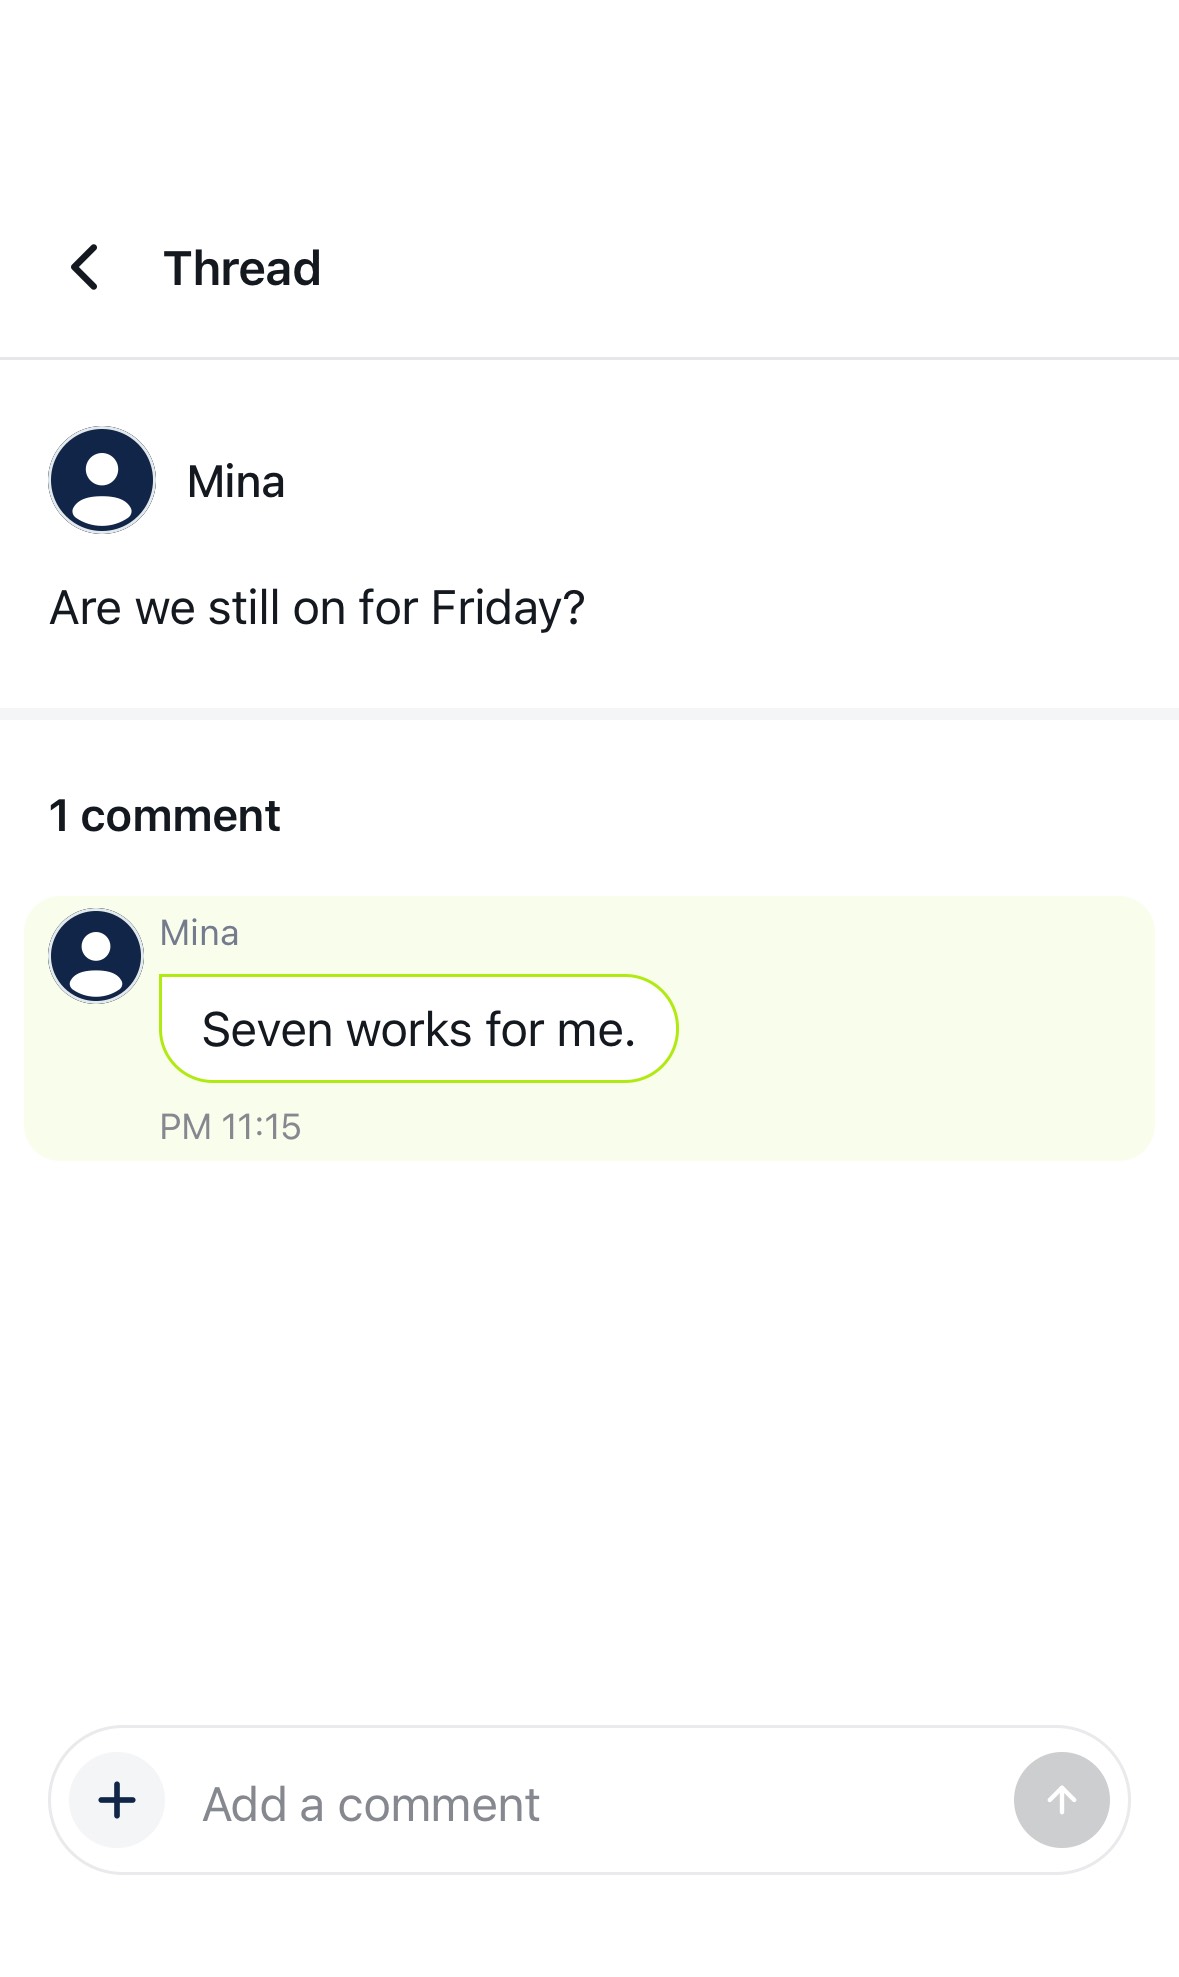 Thread
Mina
Are we still on for Friday?
1 comment
Mina
Seven works for me.
PM 11:15
Add a comment